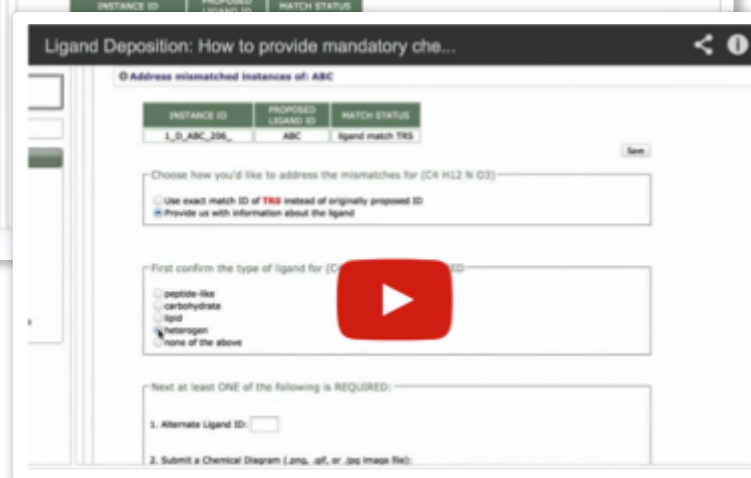 INSTANCE ID PROPOSED LIGAND ID MATCH STATUS
Ligand Deposition: How to provide mandatory che...
Address mismatched instances of: ABC
INSTANCE ID PROPOSED LIGAND ID MATCH STATUS
1_D_ABC_206_ ABC ligand match TRS
Save
Choose how you'd like to address the mismatches for (C4 H12 N O3)
Use exact match ID of TRS instead of originally proposed ID
Provide us with information about the ligand
First confirm the type of ligand for (C
ED
peptide-like
carbohydrate
lipid
heterogen
none of the above
Next at least ONE of the following is REQUIRED:
1. Alternate Ligand ID:
2. Submit a Chemical Diagram (.png, .gif, or .jpg image file):